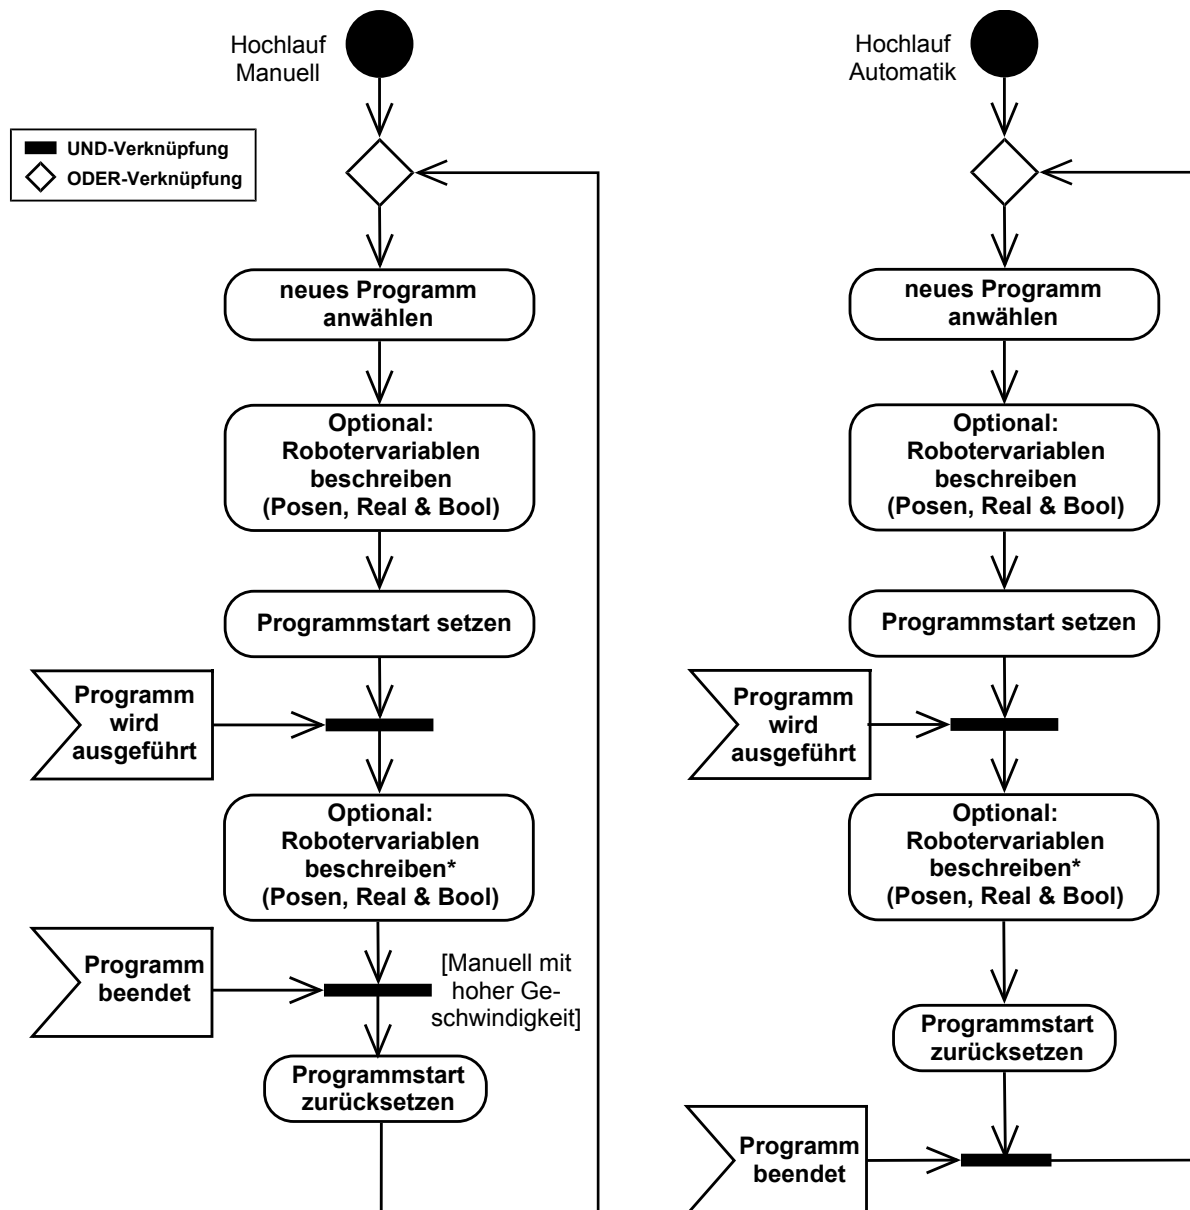 Hochlauf
Manuell
UND-Verknüpfung
ODER-Verknüpfung
neues Programm
anwählen
Optional:
Robotervariablen
beschreiben
(Posen, Real & Bool)
Programmstart setzen
Programm
wird
ausgeführt
Optional:
Robotervariablen
beschreiben*
(Posen, Real & Bool)
Programm
beendet
[Manuell mit
hoher Ge-
schwindigkeit]
Programmstart
zurücksetzen
Hochlauf
Automatik
neues Programm
anwählen
Optional:
Robotervariablen
beschreiben
(Posen, Real & Bool)
Programmstart setzen
Programm
wird
ausgeführt
Optional:
Robotervariablen
beschreiben*
(Posen, Real & Bool)
Programmstart
zurücksetzen
Programm
beendet